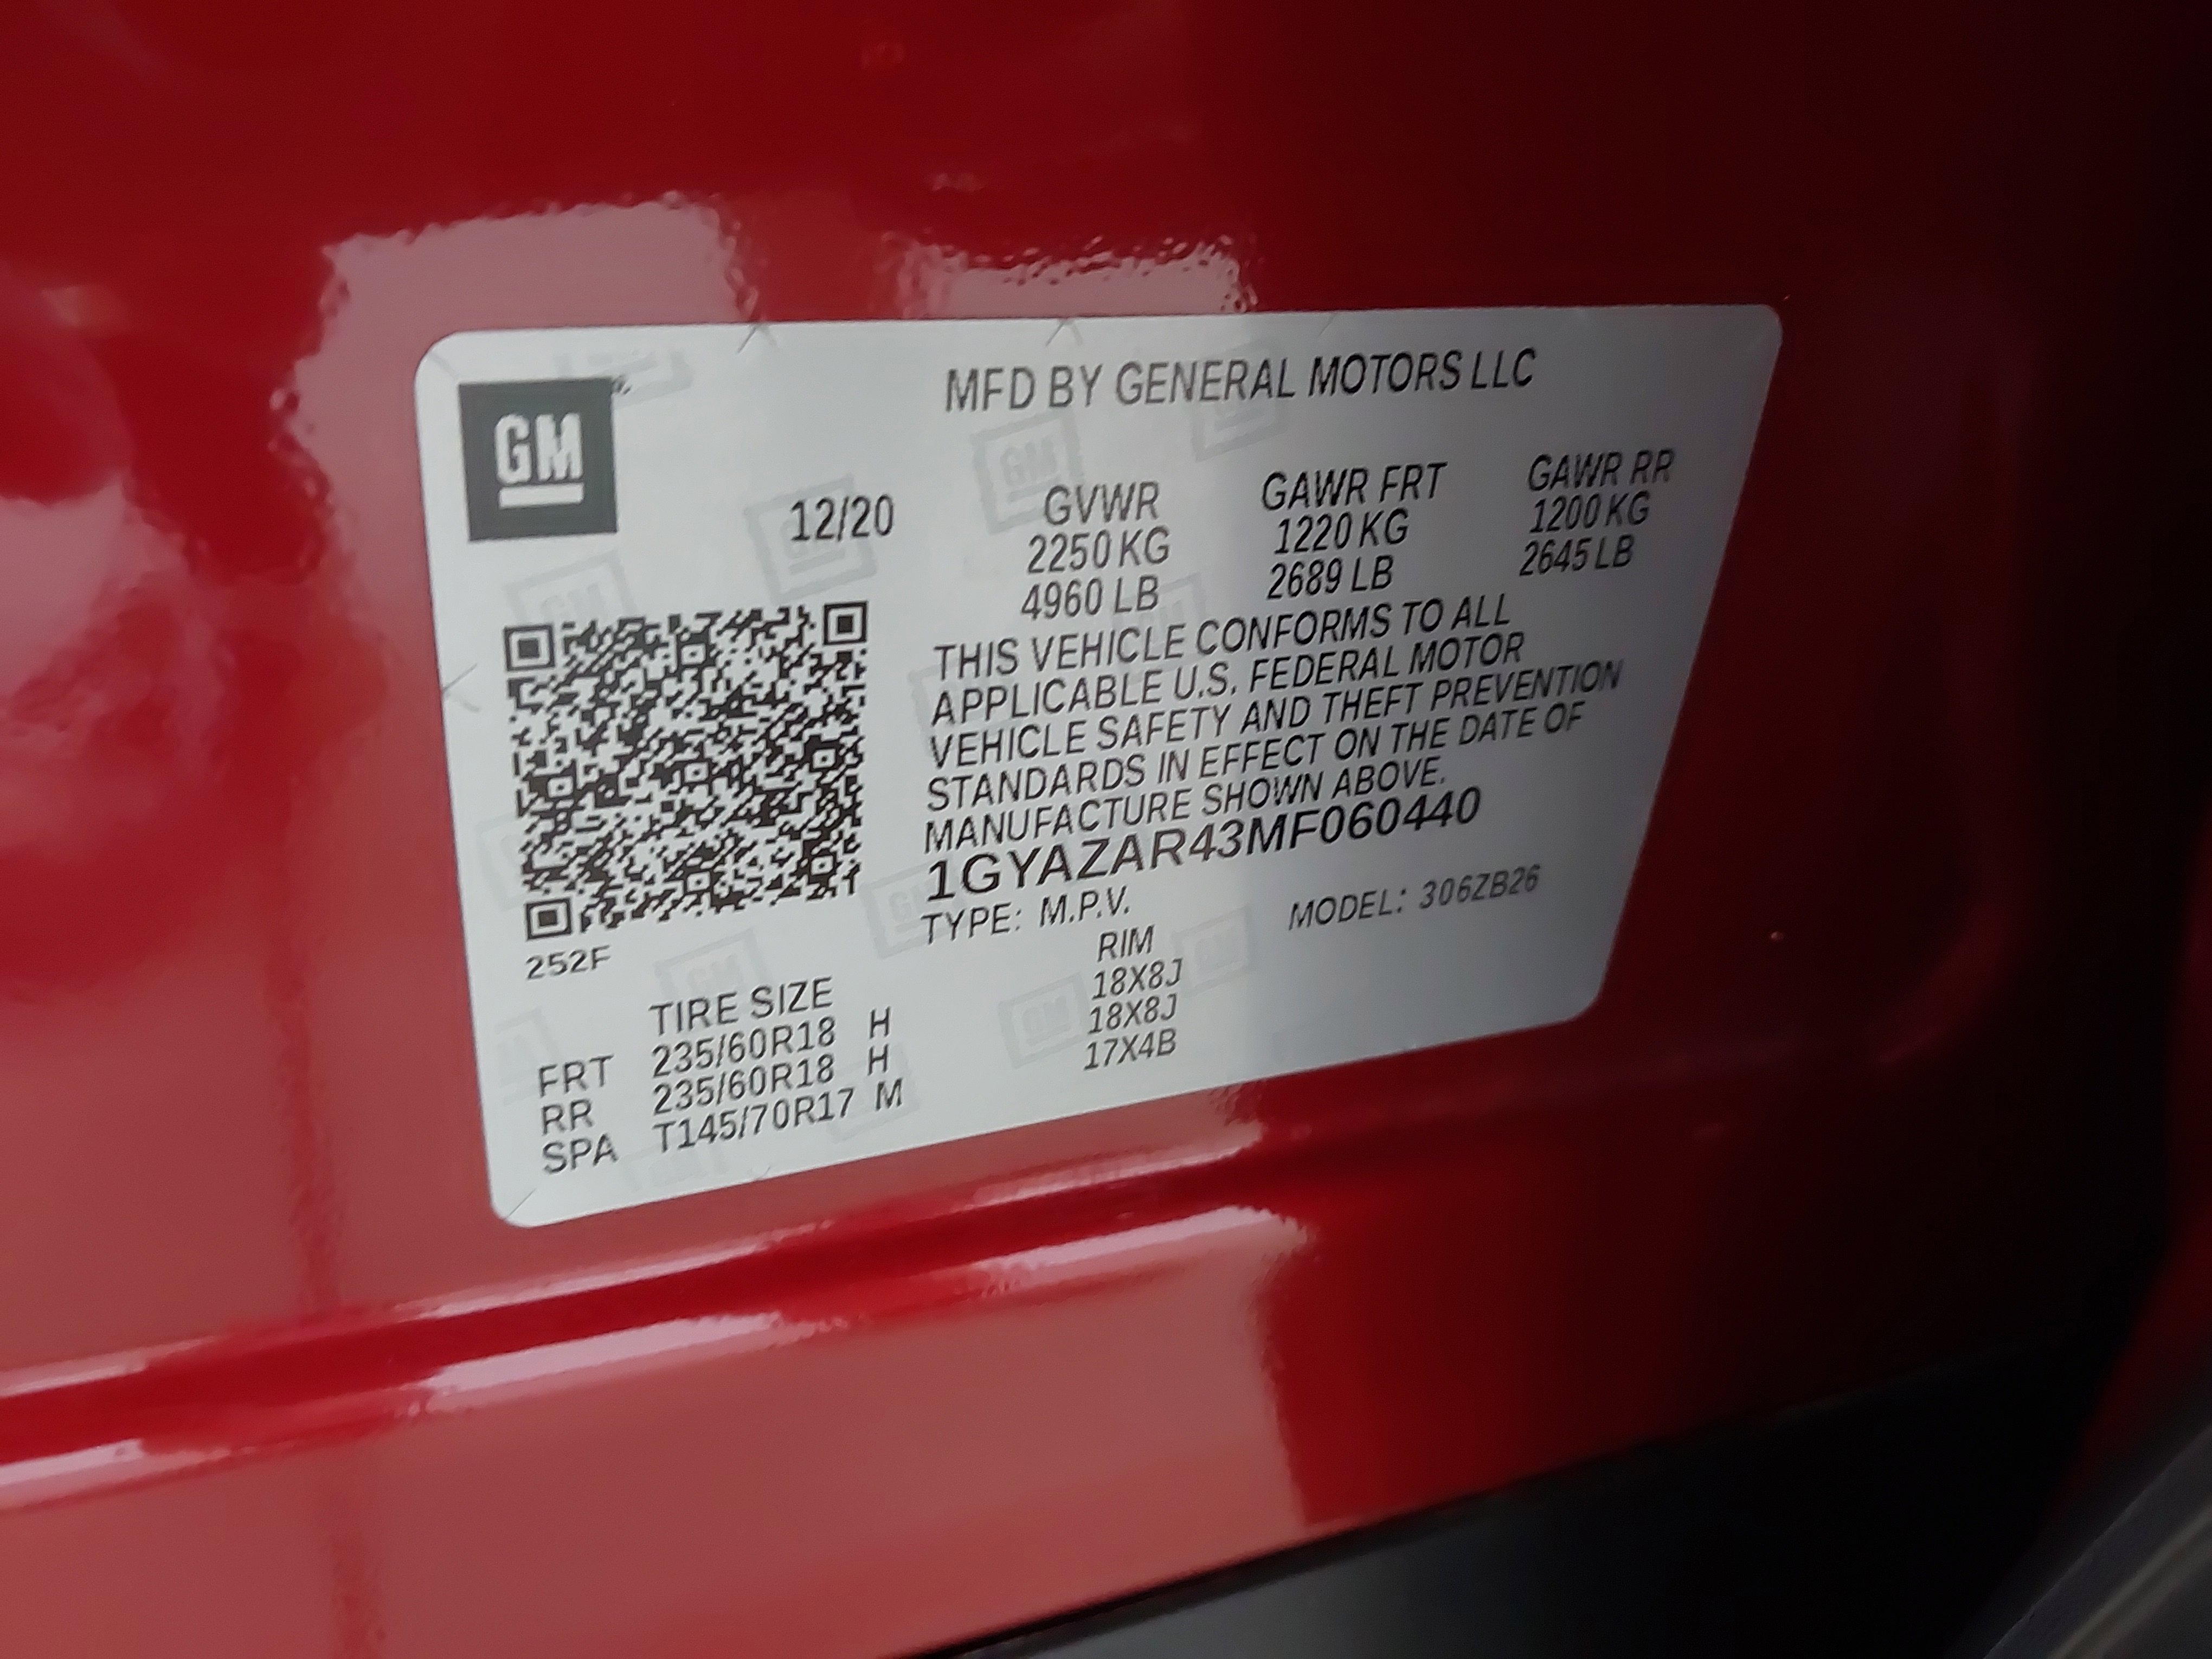 GM
MFD BY GENERAL MOTORS LLC
12/20 GVWR GAWR FRT GAWR RR
2250 KG 1220 KG 1200 KG
4960 LB 2689 LB 2645 LB
THIS VEHICLE CONFORMS TO ALL
APPLICABLE U.S. FEDERAL MOTOR
VEHICLE SAFETY AND THEFT PREVENTION
STANDARDS IN EFFECT ON THE DATE OF
MANUFACTURE SHOWN ABOVE.
1GYAZAR43MF060440
TYPE: M.P.V. MODEL: 306ZB26
252F
TIRE SIZE RIM
FRT 235/60R18 H 18X8J
RR 235/60R18 H 18X8J
SPA T145/70R17 M 17X4B